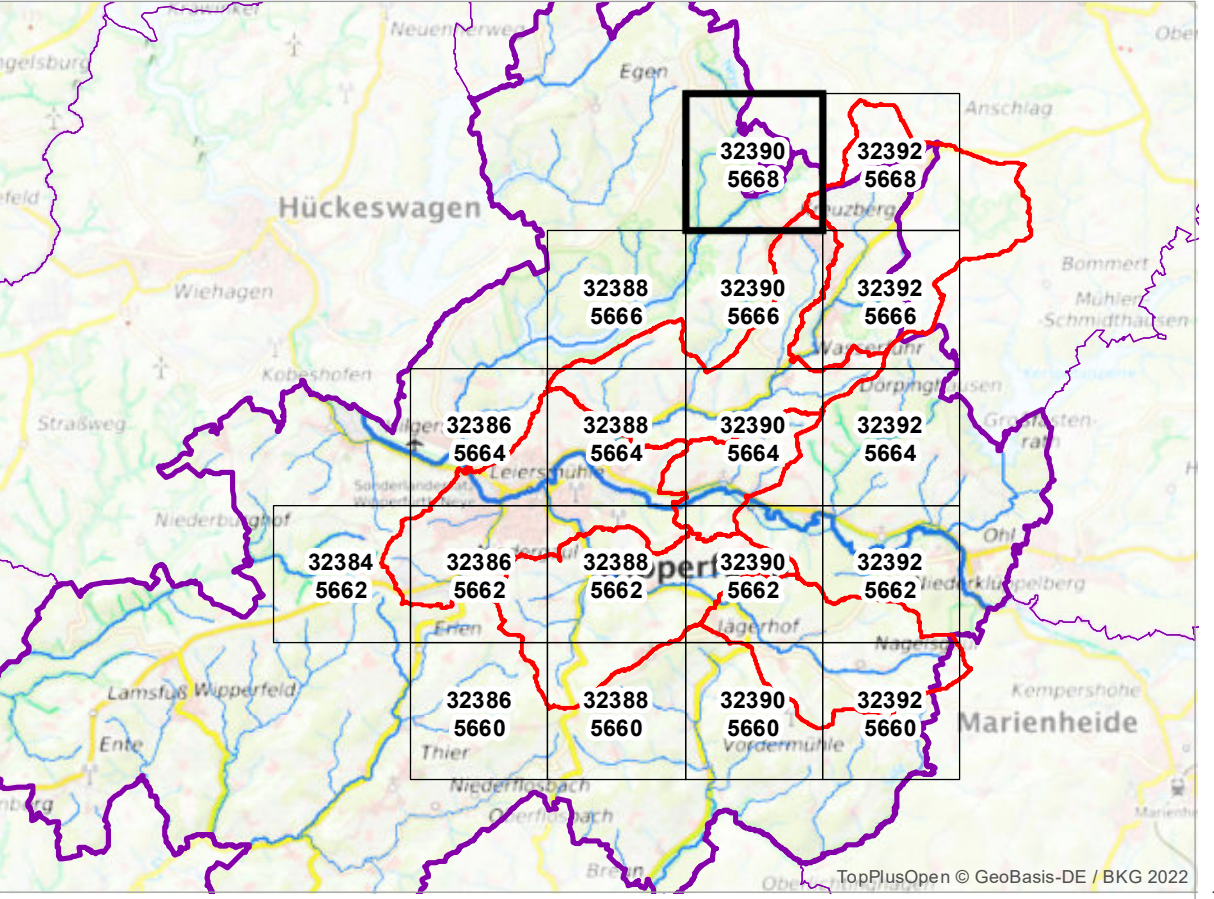 Neuenherweg
Egen
Anschlag
32390
5668
32392
5668
Hückeswagen
Bommert
Wiehagen
32388
5666
32390
5666
32392
5666
Mühlen
-Schmidthausen
Wasserfuhr
Kobeshofen
Dörpinghausen
Straßweg
32386
5664
32388
5664
32390
5664
32392
5664
Leiersmühle
Niederburghof
Ohl
32384
5662
32386
5662
32388
5662
32390
5662
32392
5662
Niederklüppelberg
Erlen
Jägerhof
Lamsfuß
Wipperfeld
Kempershöhe
32386
5660
32388
5660
32390
5660
32392
5660
Marienheide
Ente
Thier
Vordermühle
Niederflosbach
Oberflosbach
TopPlusOpen © GeoBasis-DE / BKG 2022